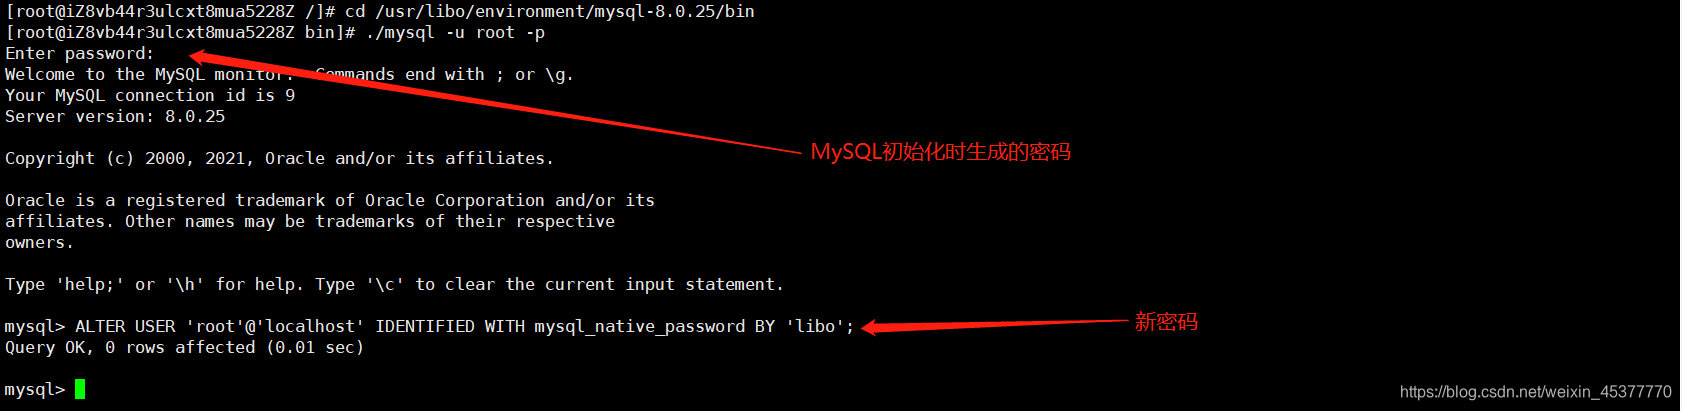 [root@iZ8vb44r3ulcxt8mua5228Z /]# cd /usr/libo/environment/mysql-8.0.25/bin
[root@iZ8vb44r3ulcxt8mua5228Z bin]# ./mysql -u root -p
Enter password:
Welcome to the MySQL monitor.  Commands end with ; or \g.
Your MySQL connection id is 9
Server version: 8.0.25
MySQL初始化时生成的密码
Copyright (c) 2000, 2021, Oracle and/or its affiliates.
Oracle is a registered trademark of Oracle Corporation and/or its
affiliates. Other names may be trademarks of their respective
owners.
Type 'help;' or '\h' for help. Type '\c' to clear the current input statement.
mysql> ALTER USER 'root'@'localhost' IDENTIFIED WITH mysql_native_password BY 'libo';
新密码
Query OK, 0 rows affected (0.01 sec)
mysql>
https://blog.csdn.net/weixin_45377770